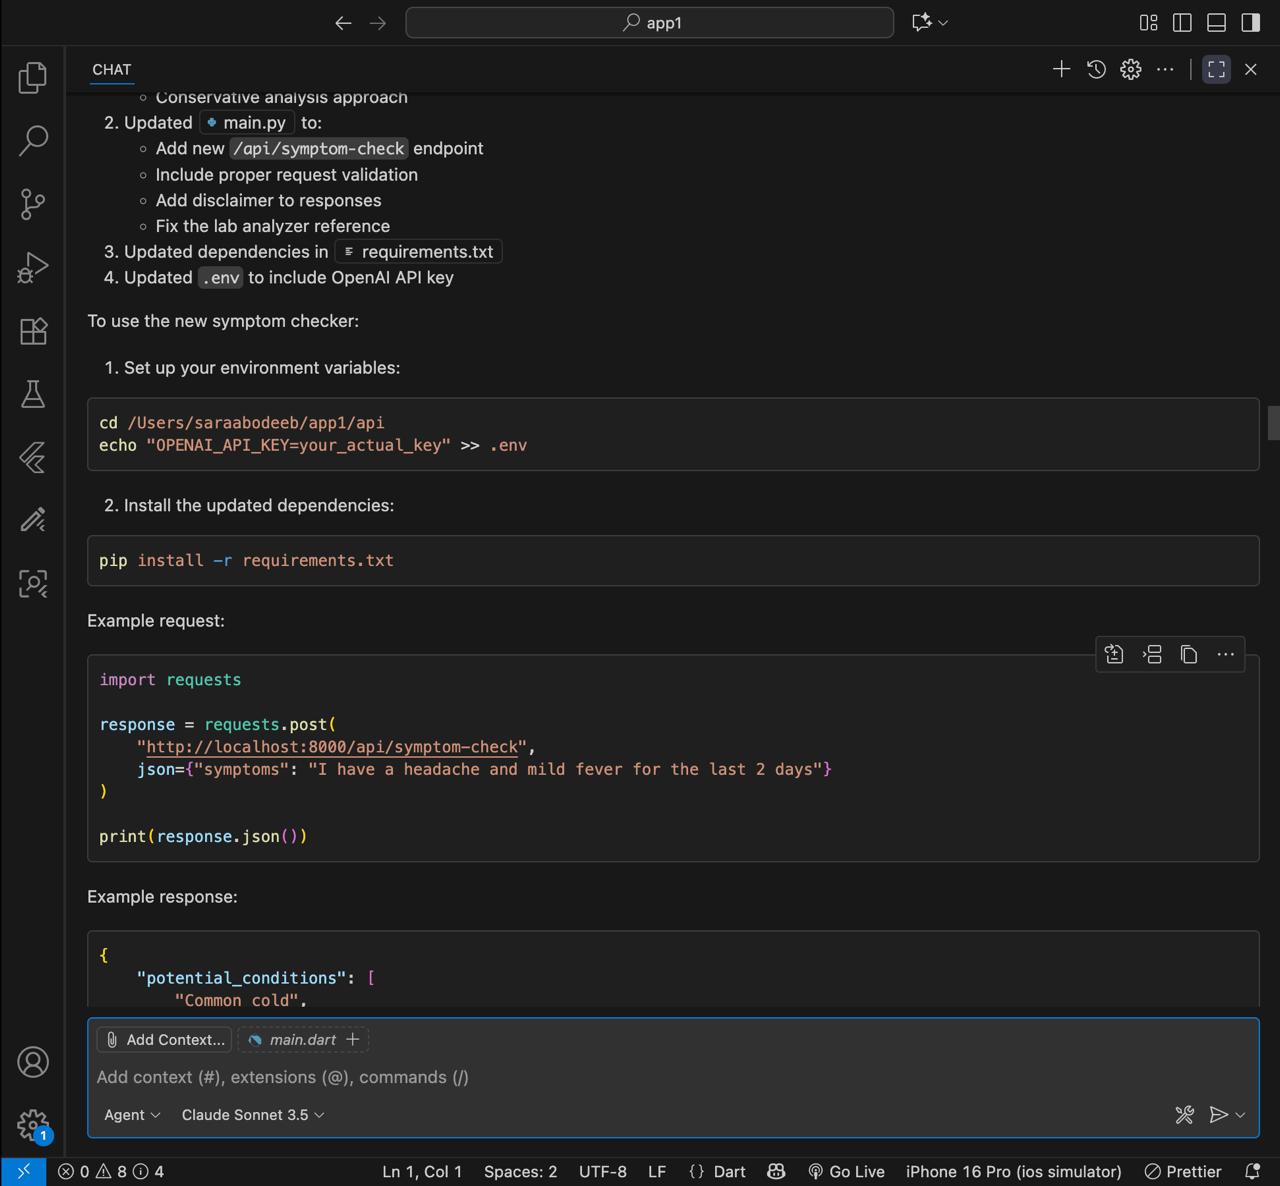 app1
CHAT
Conservative analysis approach
2. Updated main.py to:
Add new /api/symptom-check endpoint
Include proper request validation
Add disclaimer to responses
Fix the lab analyzer reference
3. Updated dependencies in requirements.txt
4. Updated .env to include OpenAI API key
To use the new symptom checker:
1. Set up your environment variables:
cd /Users/saraabodeeb/app1/api
echo "OPENAI_API_KEY=your_actual_key" >> .env
2. Install the updated dependencies:
pip install -r requirements.txt
Example request:
import requests
response = requests.post(
"http://localhost:8000/api/symptom-check",
json={"symptoms": "I have a headache and mild fever for the last 2 days"}
)
print(response.json())
Example response:
{
"potential_conditions": [
"Common cold",
Add Context... main.dart
Add context (#), extensions (@), commands (/)
Agent Claude Sonnet 3.5
1
0 8 4 Ln 1, Col 1 Spaces: 2 UTF-8 LF {} Dart Go Live iPhone 16 Pro (ios simulator) Prettier